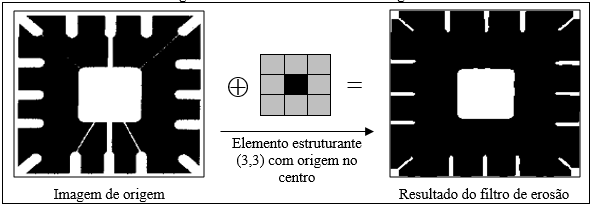 ⊕
=
Elemento estruturante
(3,3) com origem no
centro
Imagem de origem
Resultado do filtro de erosão